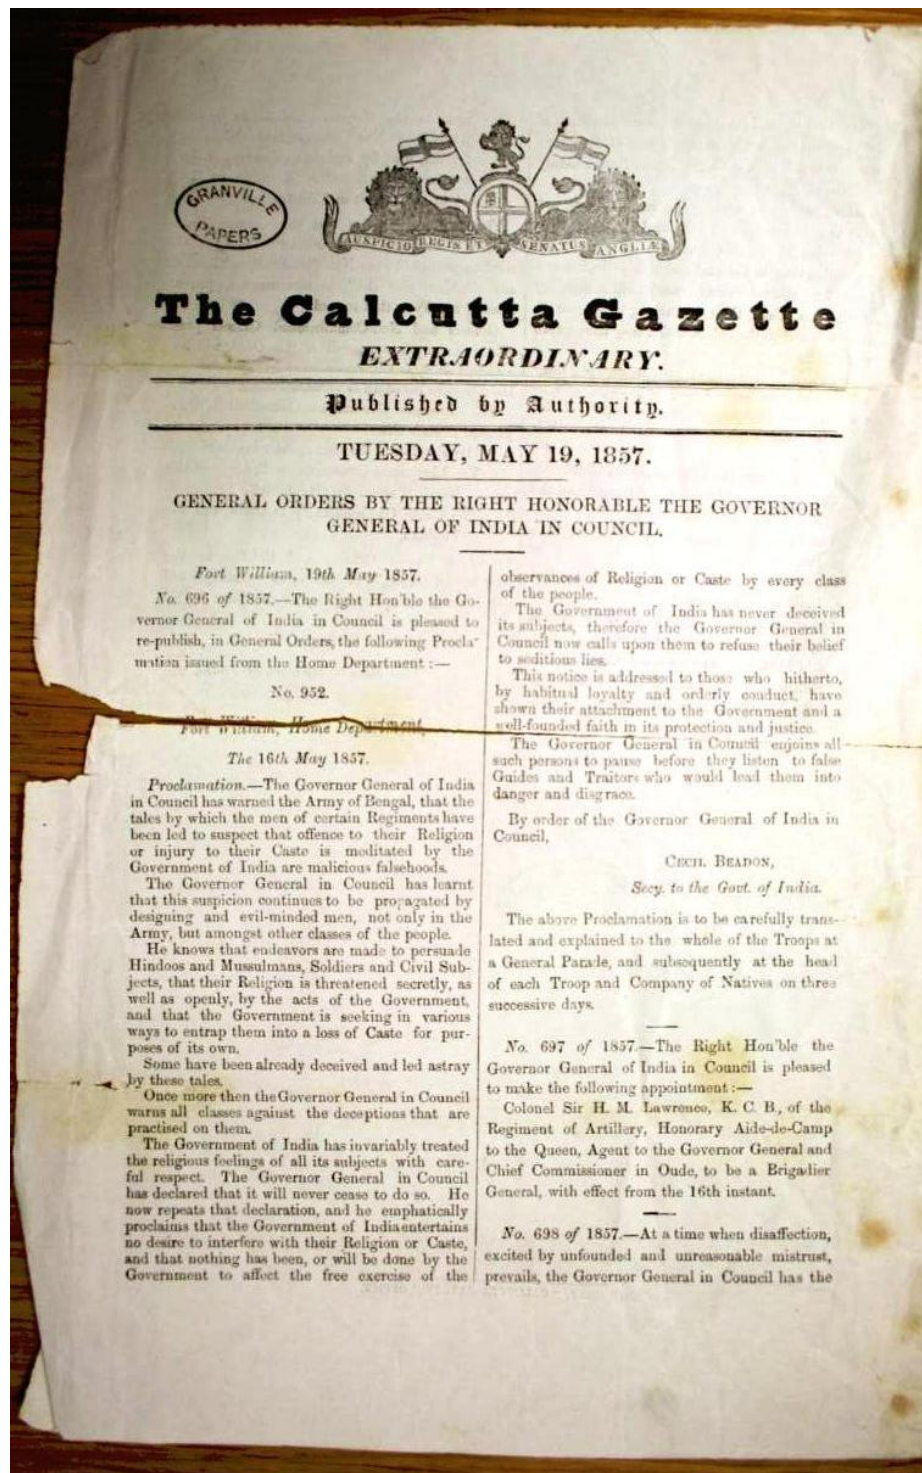 GRANVILLE
PAPERS
AUSPICIO REGIS ET SENATUS ANGLIÆ
The Calcutta Gazette
EXTRAORDINARY.
Published by Authority.
TUESDAY, MAY 19, 1857.
GENERAL ORDERS BY THE RIGHT HONORABLE THE GOVERNOR
GENERAL OF INDIA IN COUNCIL.
Fort William, 19th May 1857.
No. 696 of 1857.—The Right Hon'ble the Go-
vernor General of India in Council is pleased to
re-publish, in General Orders, the following Procla-
mation issued from the Home Department :—
No. 952.
Fort William, Home Department,
The 16th May 1857.
Proclamation.—The Governor General of India
in Council has warned the Army of Bengal, that the
tales by which the men of certain Regiments have
been led to suspect that offence to their Religion
or injury to their Caste is meditated by the
Government of India are malicious falsehoods.
The Governor General in Council has learnt
that this suspicion continues to be propagated by
designing and evil-minded men, not only in the
Army, but amongst other classes of the people.
He knows that endeavors are made to persuade
Hindoos and Mussulmans, Soldiers and Civil Sub-
jects, that their Religion is threatened secretly, as
well as openly, by the acts of the Government,
and that the Government is seeking in various
ways to entrap them into a loss of Caste for pur-
poses of its own.
Some have been already deceived and led astray
by these tales.
Once more then the Governor General in Council
warns all classes against the deceptions that are
practised on them.
The Government of India has invariably treated
the religious feelings of all its subjects with care-
ful respect. The Governor General in Council
has declared that it will never cease to do so. He
now repeats that declaration, and he emphatically
proclaims that the Government of India entertains
no desire to interfere with their Religion or Caste,
and that nothing has been, or will be done by the
Government to affect the free exercise of the
observances of Religion or Caste by every class
of the people.
The Government of India has never deceived
its subjects, therefore the Governor General in
Council now calls upon them to refuse their belief
to seditious lies.
This notice is addressed to those who hitherto,
by habitual loyalty and orderly conduct, have
shown their attachment to the Government and a
well-founded faith in its protection and justice.
The Governor General in Council enjoins all
such persons to pause before they listen to false
Guides and Traitors who would lead them into
danger and disgrace.
By order of the Governor General of India in
Council,
CECIL BEADON,
Secy. to the Govt. of India.
The above Proclamation is to be carefully trans-
lated and explained to the whole of the Troops at
a General Parade, and subsequently at the head
of each Troop and Company of Natives on three
successive days.
No. 697 of 1857.—The Right Hon'ble the
Governor General of India in Council is pleased
to make the following appointment :—
Colonel Sir H. M. Lawrence, K. C. B., of the
Regiment of Artillery, Honorary Aide-de-Camp
to the Queen, Agent to the Governor General and
Chief Commissioner in Oude, to be a Brigadier
General, with effect from the 16th instant.
No. 698 of 1857.—At a time when disaffection,
excited by unfounded and unreasonable mistrust,
prevails, the Governor General in Council has the